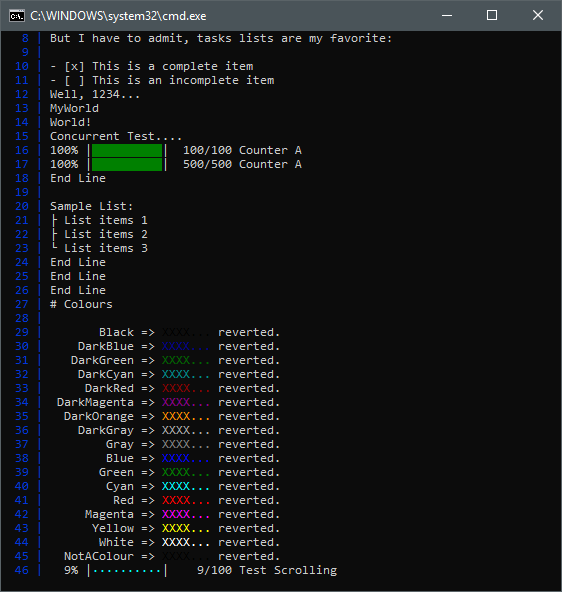 C:\WINDOWS\system32\cmd.exe
8 | But I have to admit, tasks lists are my favorite:
9 |
10 | - [x] This is a complete item
11 | - [ ] This is an incomplete item
12 | Well, 1234...
13 | MyWorld
14 | World!
15 | Concurrent Test....
16 | 100% |██████████|  100/100 Counter A
17 | 100% |██████████|  500/500 Counter A
18 | End Line
19 |
20 | Sample List:
21 | ├ List items 1
22 | ├ List items 2
23 | └ List items 3
24 | End Line
25 | End Line
26 | End Line
27 | # Colours
28 |
29 |        Black => XXXX... reverted.
30 |     DarkBlue => XXXX... reverted.
31 |    DarkGreen => XXXX... reverted.
32 |     DarkCyan => XXXX... reverted.
33 |      DarkRed => XXXX... reverted.
34 |  DarkMagenta => XXXX... reverted.
35 |   DarkOrange => XXXX... reverted.
36 |     DarkGray => XXXX... reverted.
37 |         Gray => XXXX... reverted.
38 |         Blue => XXXX... reverted.
39 |        Green => XXXX... reverted.
40 |         Cyan => XXXX... reverted.
41 |          Red => XXXX... reverted.
42 |      Magenta => XXXX... reverted.
43 |       Yellow => XXXX... reverted.
44 |        White => XXXX... reverted.
45 |   NotAColour => XXXX... reverted.
46 |   9% |··········|    9/100 Test Scrolling